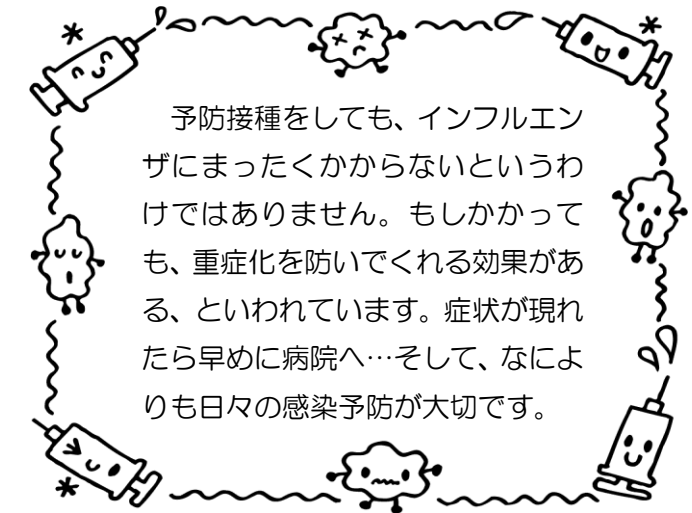 予防接種をしても、インフルエン
ザにまったくかからないというわ
けではありません。もしかかって
も、重症化を防いでくれる効果があ
る、といわれています。症状が現れ
たら早めに病院へ…そして、なによ
りも日々の感染予防が大切です。